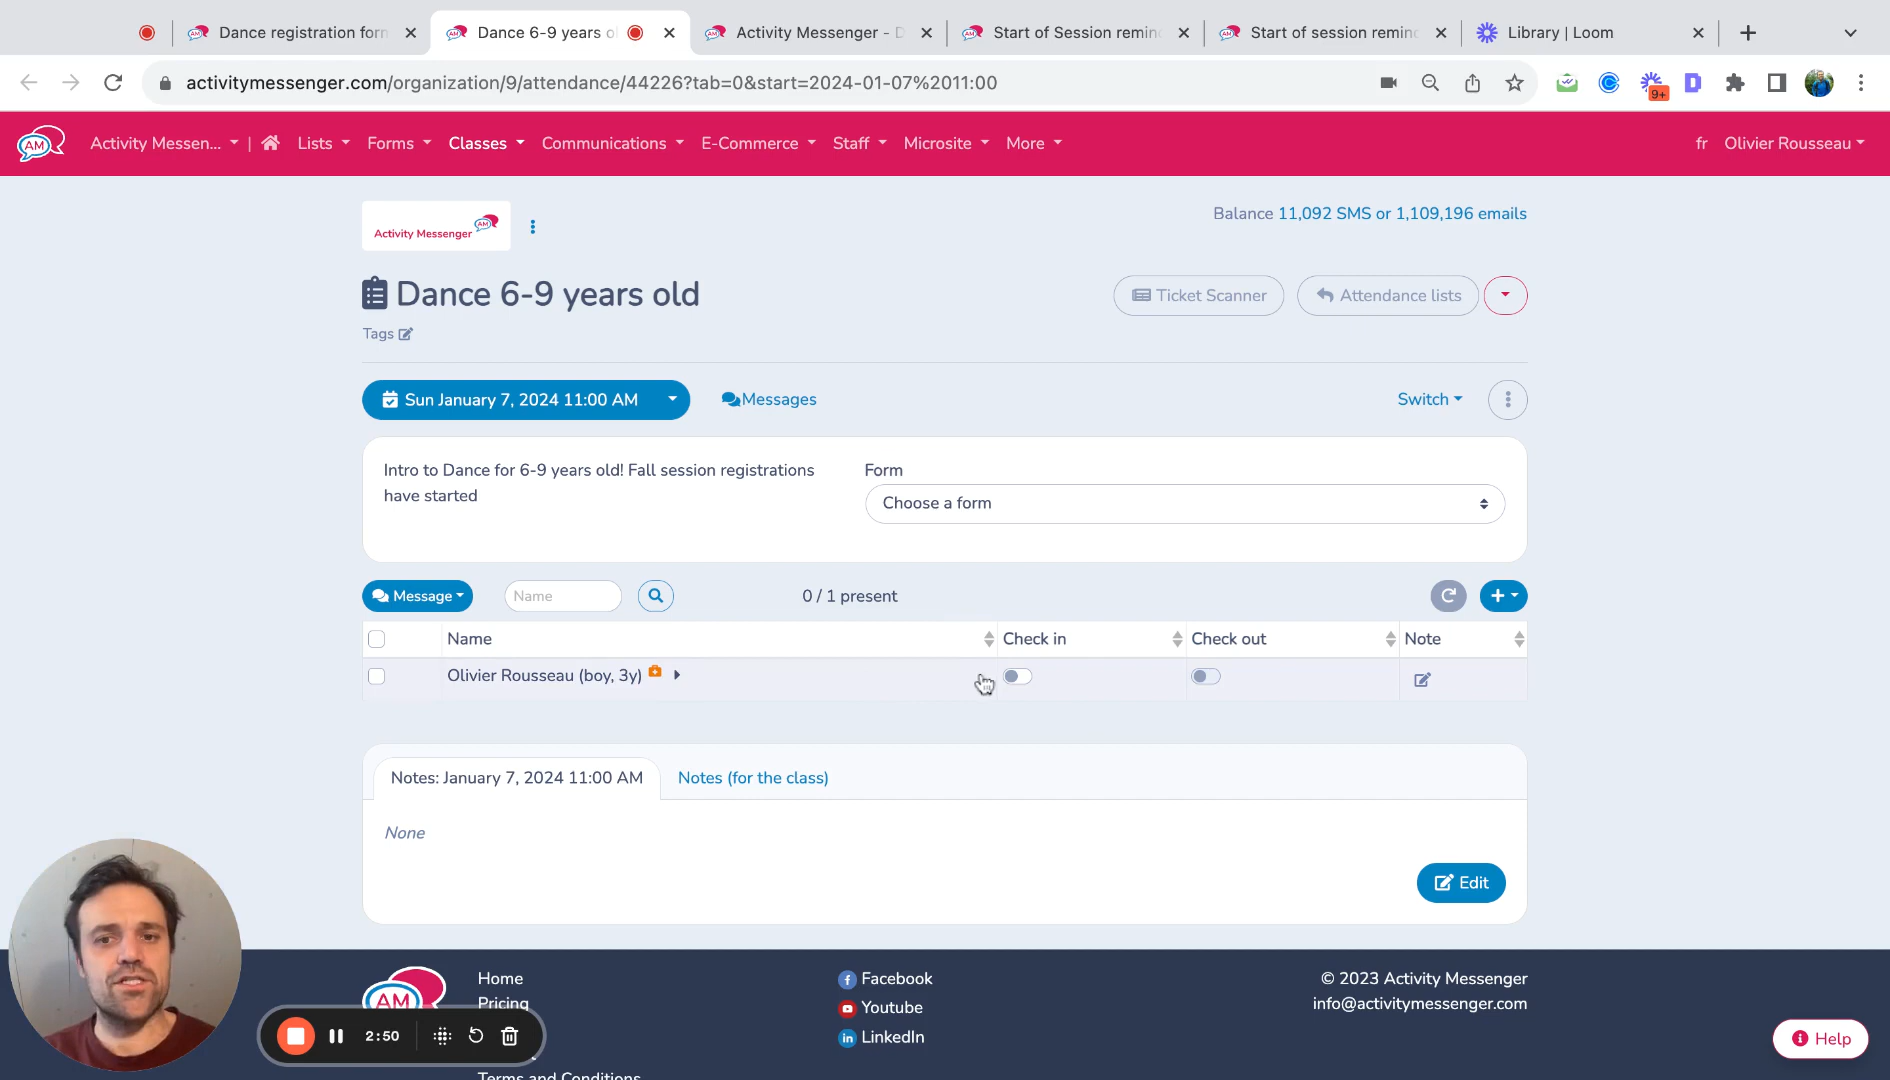 Dance registration form
Dance 6-9 years ol
Activity Messenger - D
Start of Session remin
Start of session remin
Library | Loom
activitymessenger.com/organization/9/attendance/44226?tab=0&start=2024-01-07%2011:00
9+
AM
Activity Messen...
Lists
Forms
Classes
Communications
E-Commerce
Staff
Microsite
More
fr
Olivier Rousseau
Activity Messenger AM
Balance 11,092 SMS or 1,109,196 emails
Dance 6-9 years old
Ticket Scanner
Attendance lists
Tags
Sun January 7, 2024 11:00 AM
Messages
Switch
Intro to Dance for 6-9 years old! Fall session registrations
have started
Form
Choose a form
Message
Name
0 / 1 present
Name
Check in
Check out
Note
Olivier Rousseau (boy, 3y)
Notes: January 7, 2024 11:00 AM
Notes (for the class)
None
Edit
AM
Home
Pricing
Terms and Conditions
Facebook
Youtube
LinkedIn
© 2023 Activity Messenger
info@activitymessenger.com
2:50
Help